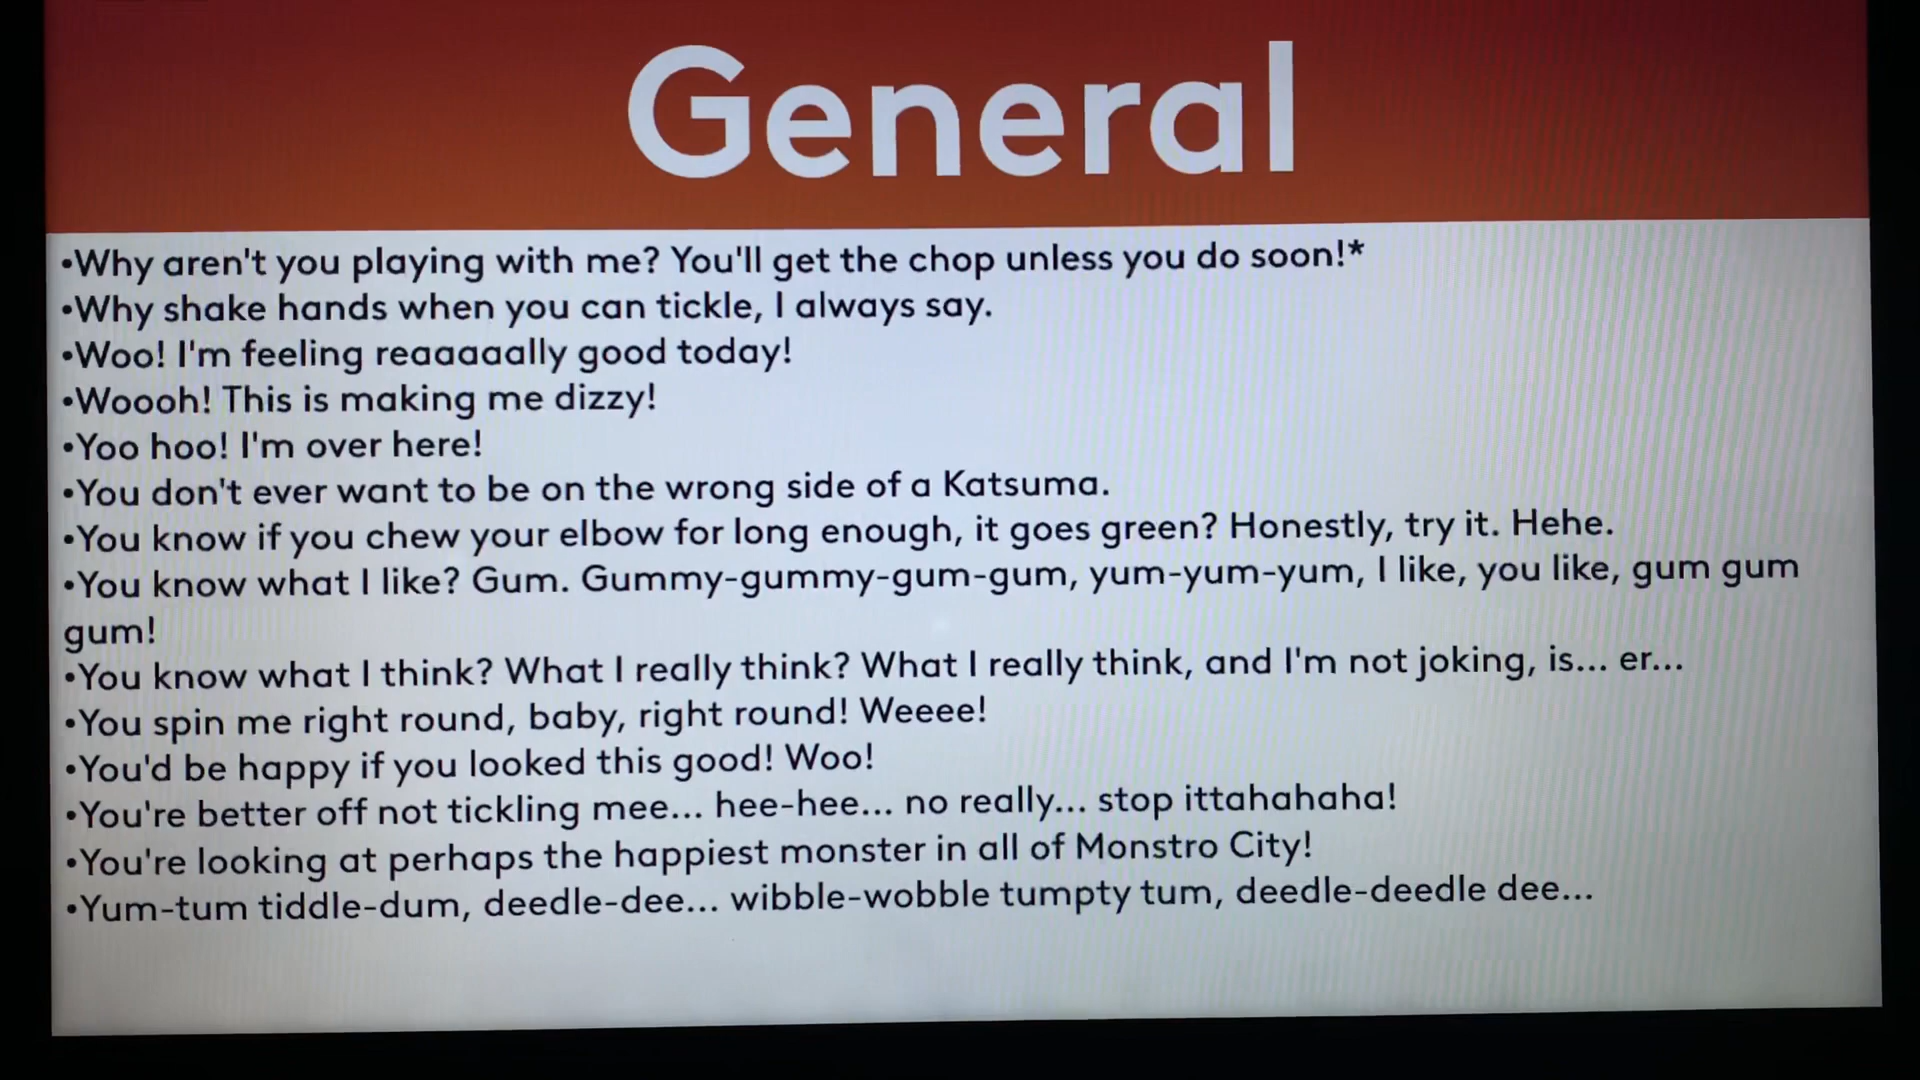 General
•Why aren't you playing with me? You'll get the chop unless you do soon!*
•Why shake hands when you can tickle, I always say.
•Woo! I'm feeling reaaaaally good today!
•Woooh! This is making me dizzy!
•Yoo hoo! I'm over here!
•You don't ever want to be on the wrong side of a Katsuma.
•You know if you chew your elbow for long enough, it goes green? Honestly, try it. Hehe.
•You know what I like? Gum. Gummy-gummy-gum-gum, yum-yum-yum, I like, you like, gum gum
gum!
•You know what I think? What I really think? What I really think, and I'm not joking, is... er...
•You spin me right round, baby, right round! Weeee!
•You'd be happy if you looked this good! Woo!
•You're better off not tickling mee... hee-hee... no really... stop ittahahaha!
•You're looking at perhaps the happiest monster in all of Monstro City!
•Yum-tum tiddle-dum, deedle-dee... wibble-wobble tumpty tum, deedle-deedle dee...